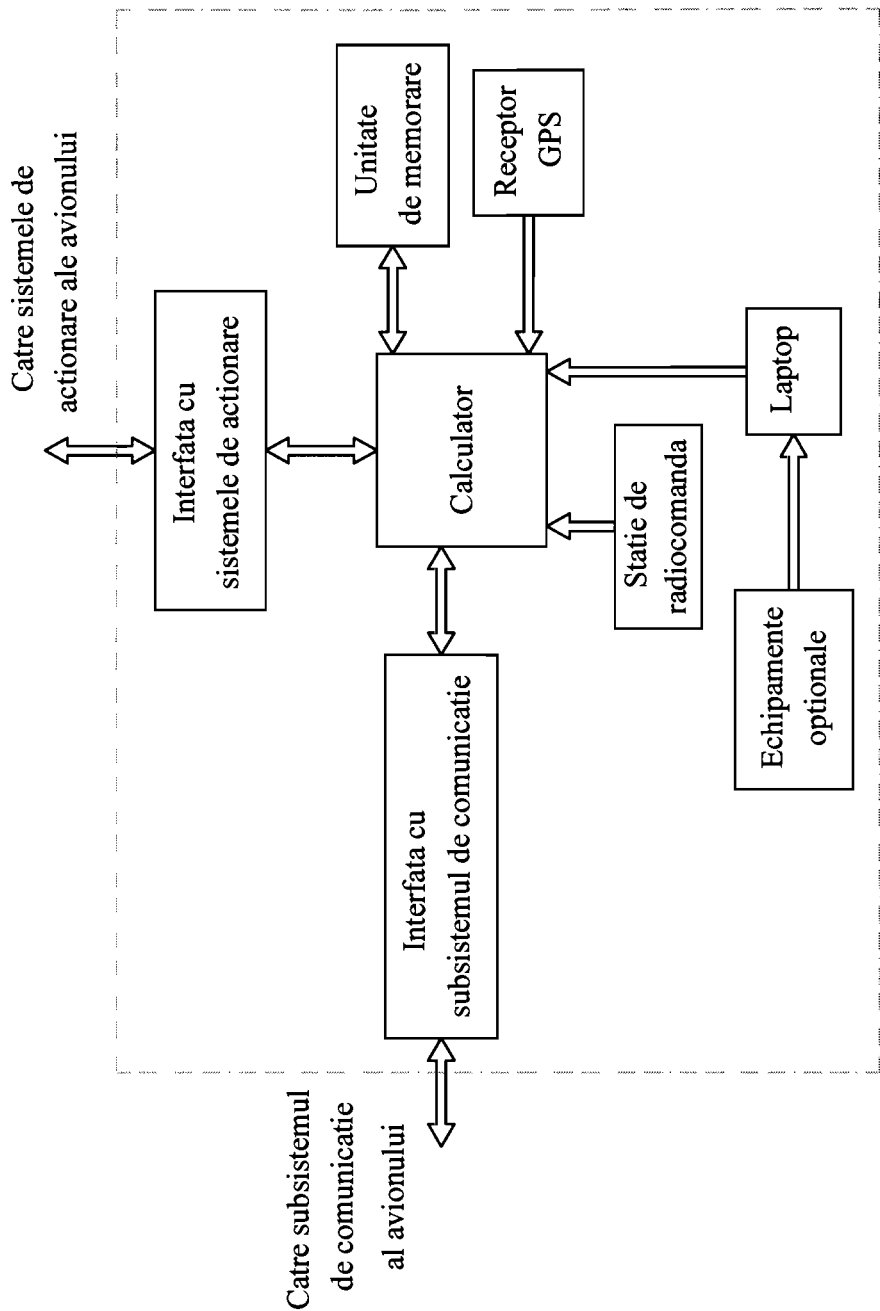 Catre sistemele de
actionare ale avionului
Interfata cu
sistemele de actionare
Unitate
de memorare
Receptor
GPS
Calculator
Catre subsistemul
de comunicatie
al avionului
Interfata cu
subsistemul de comunicatie
Statie de
radiocomanda
Laptop
Echipamente
optionale